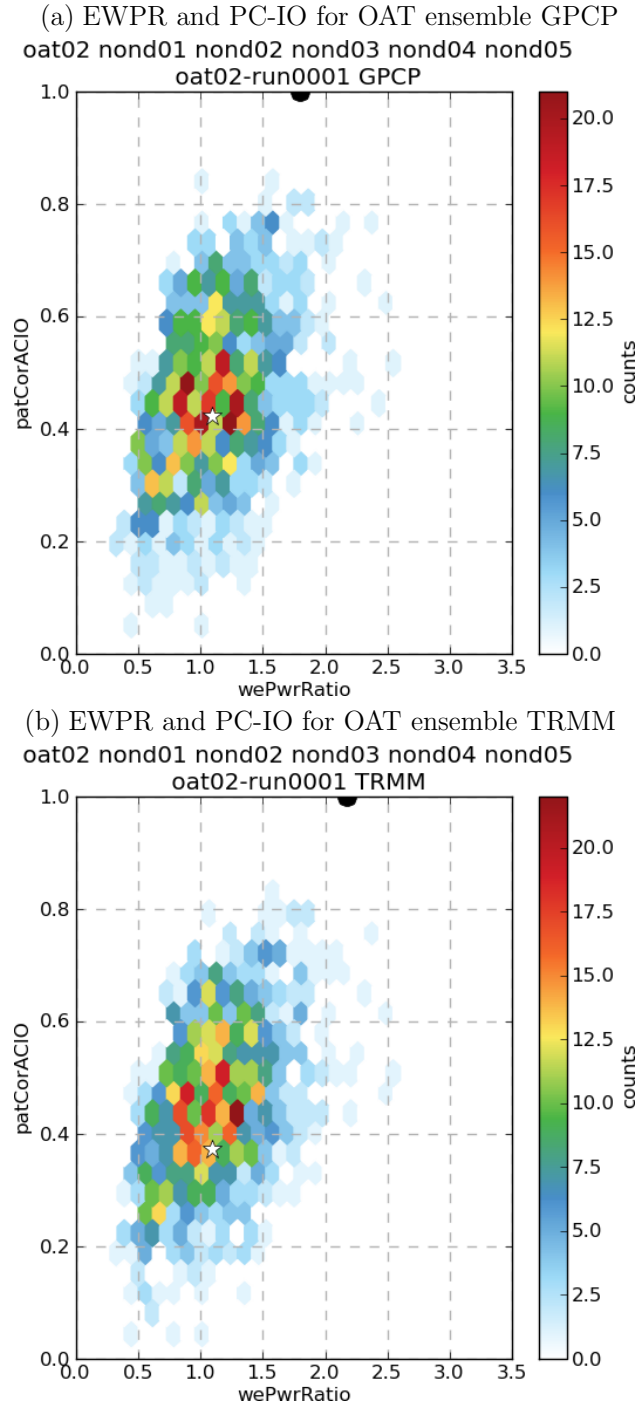 (a) EWPR and PC-IO for OAT ensemble GPCP
oat02 nond01 nond02 nond03 nond04 nond05
oat02-run0001 GPCP
1.0
0.8
0.6
0.4
0.2
0.0
patCorACIO
0.0 0.5 1.0 1.5 2.0 2.5 3.0 3.5
wePwrRatio
20.0
17.5
15.0
12.5
10.0
7.5
5.0
2.5
0.0
counts
(b) EWPR and PC-IO for OAT ensemble TRMM
oat02 nond01 nond02 nond03 nond04 nond05
oat02-run0001 TRMM
1.0
0.8
0.6
0.4
0.2
0.0
patCorACIO
0.0 0.5 1.0 1.5 2.0 2.5 3.0 3.5
wePwrRatio
20.0
17.5
15.0
12.5
10.0
7.5
5.0
2.5
0.0
counts